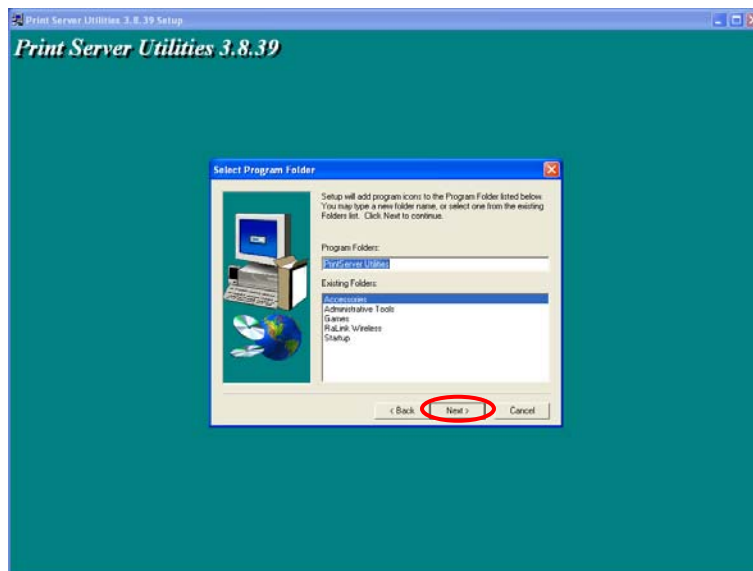 Print Server Utilities 3.8.39 Setup
Print Server Utilities 3.8.39
Select Program Folder
Setup will add program icons to the Program Folder listed below.
You may type a new folder name, or select one from the existing
Folders list. Click Next to continue.
Program Folders:
PrintServer Utilities
Existing Folders:
Accessories
Administrative Tools
Games
RaLink Wireless
Startup
< Back
Next >
Cancel